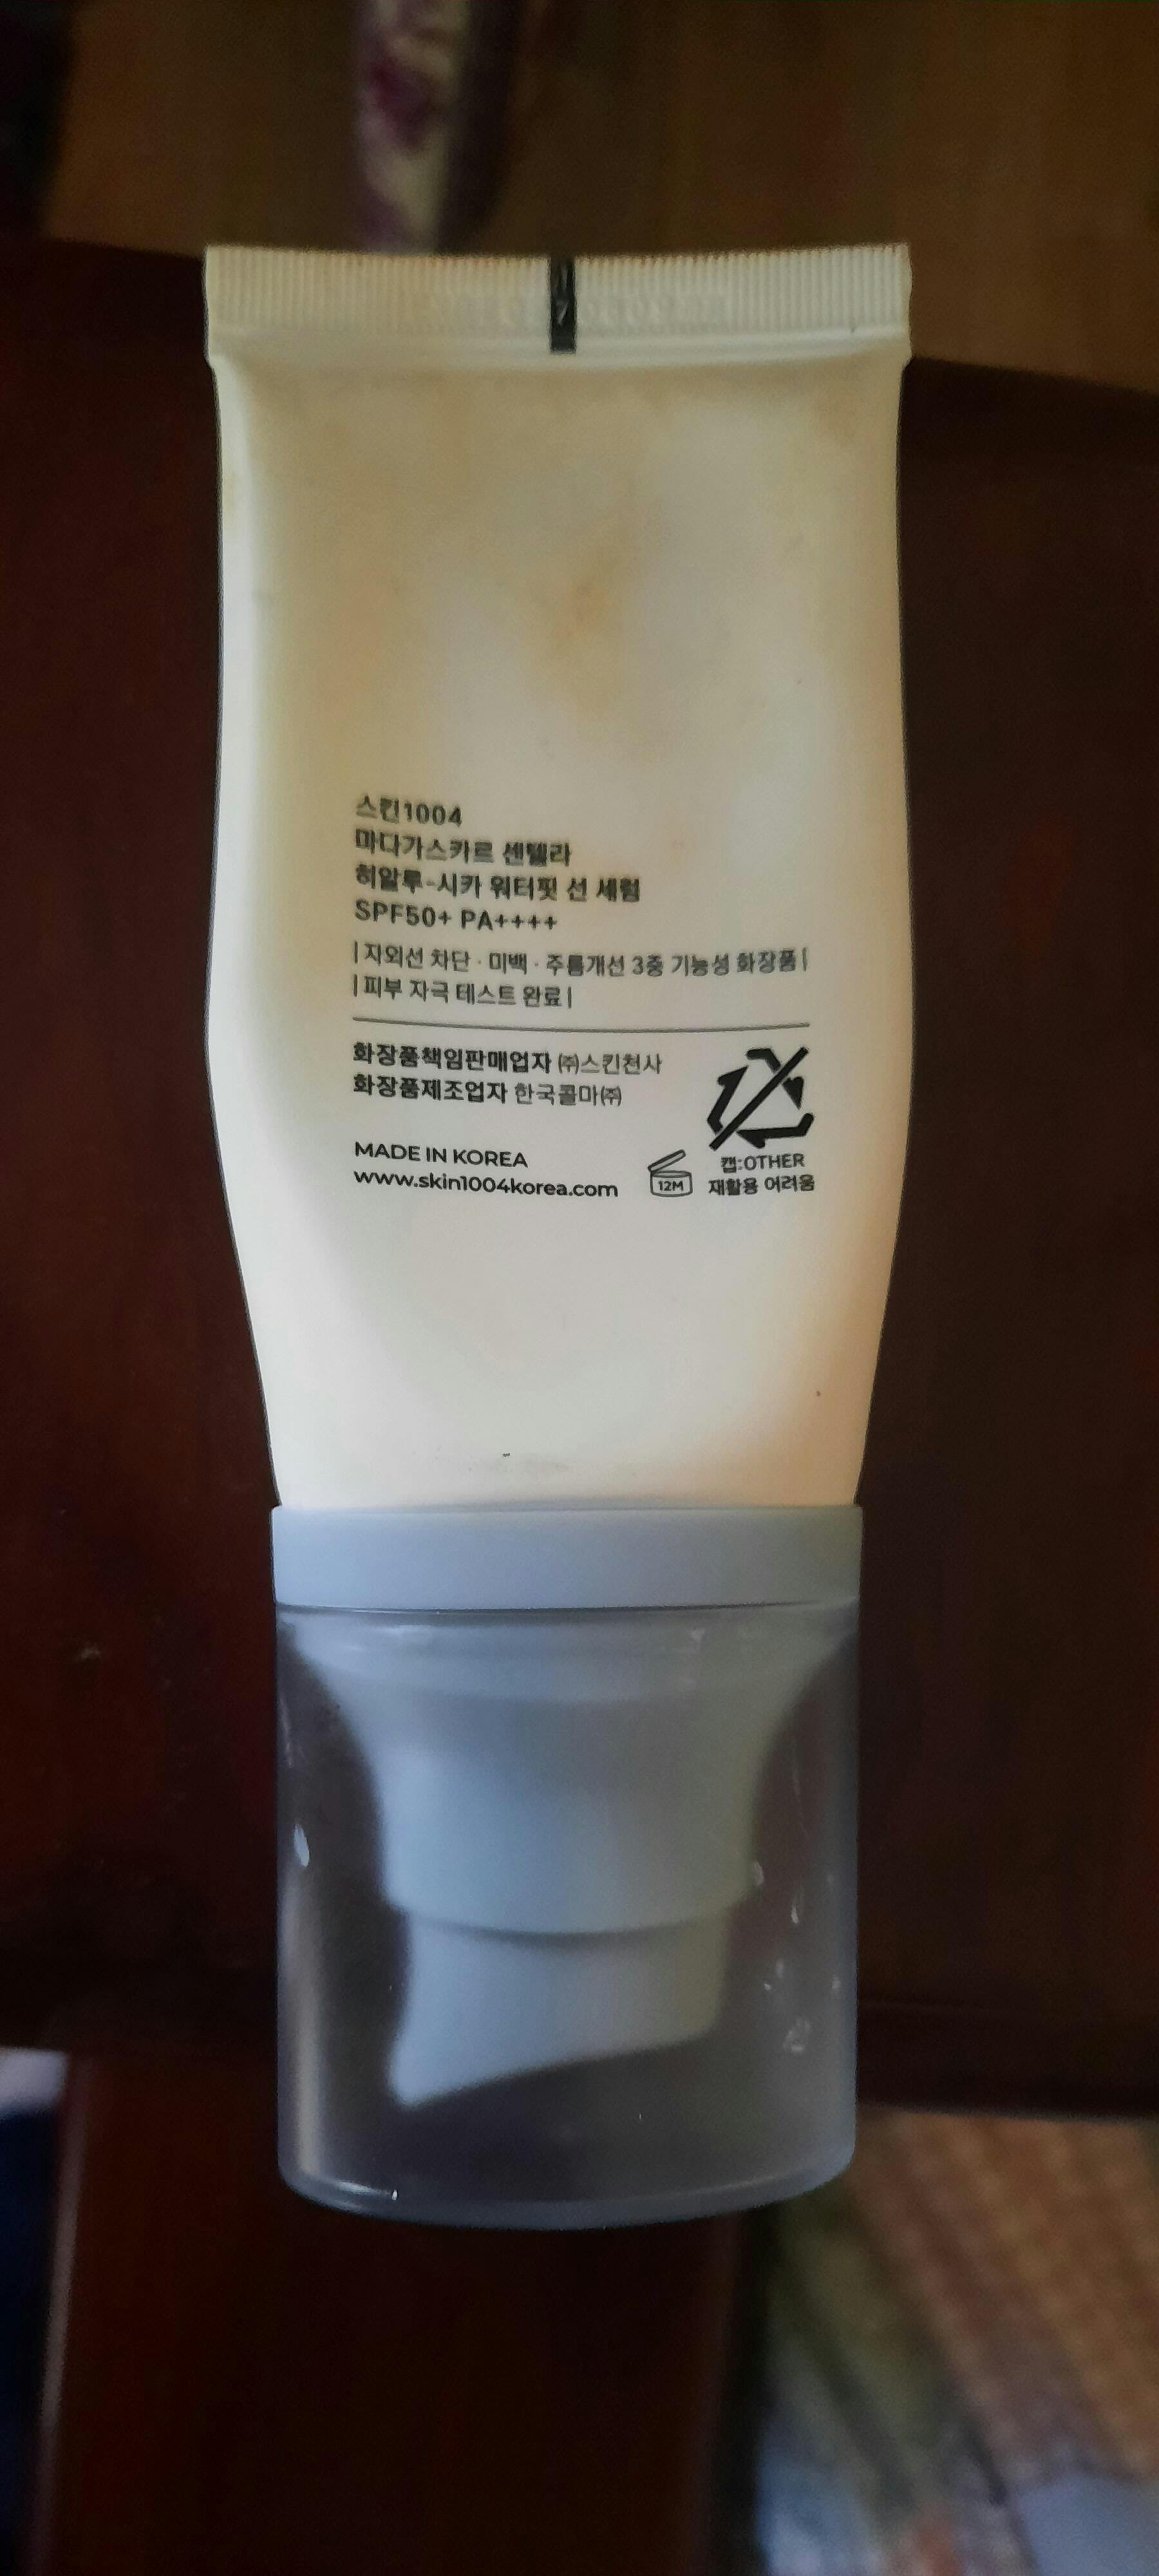 스킨1004
마다가스카르 센텔라
히알루-시카 워터핏 선 세럼
SPF50+ PA++++
|자외선 차단 · 미백 · 주름개선 3중 기능성 화장품|
|피부 자극 테스트 완료|
화장품책임판매업자 ㈜스킨천사
화장품제조업자 한국콜마㈜
MADE IN KOREA
www.skin1004korea.com
12M
캡:OTHER
재활용 어려움